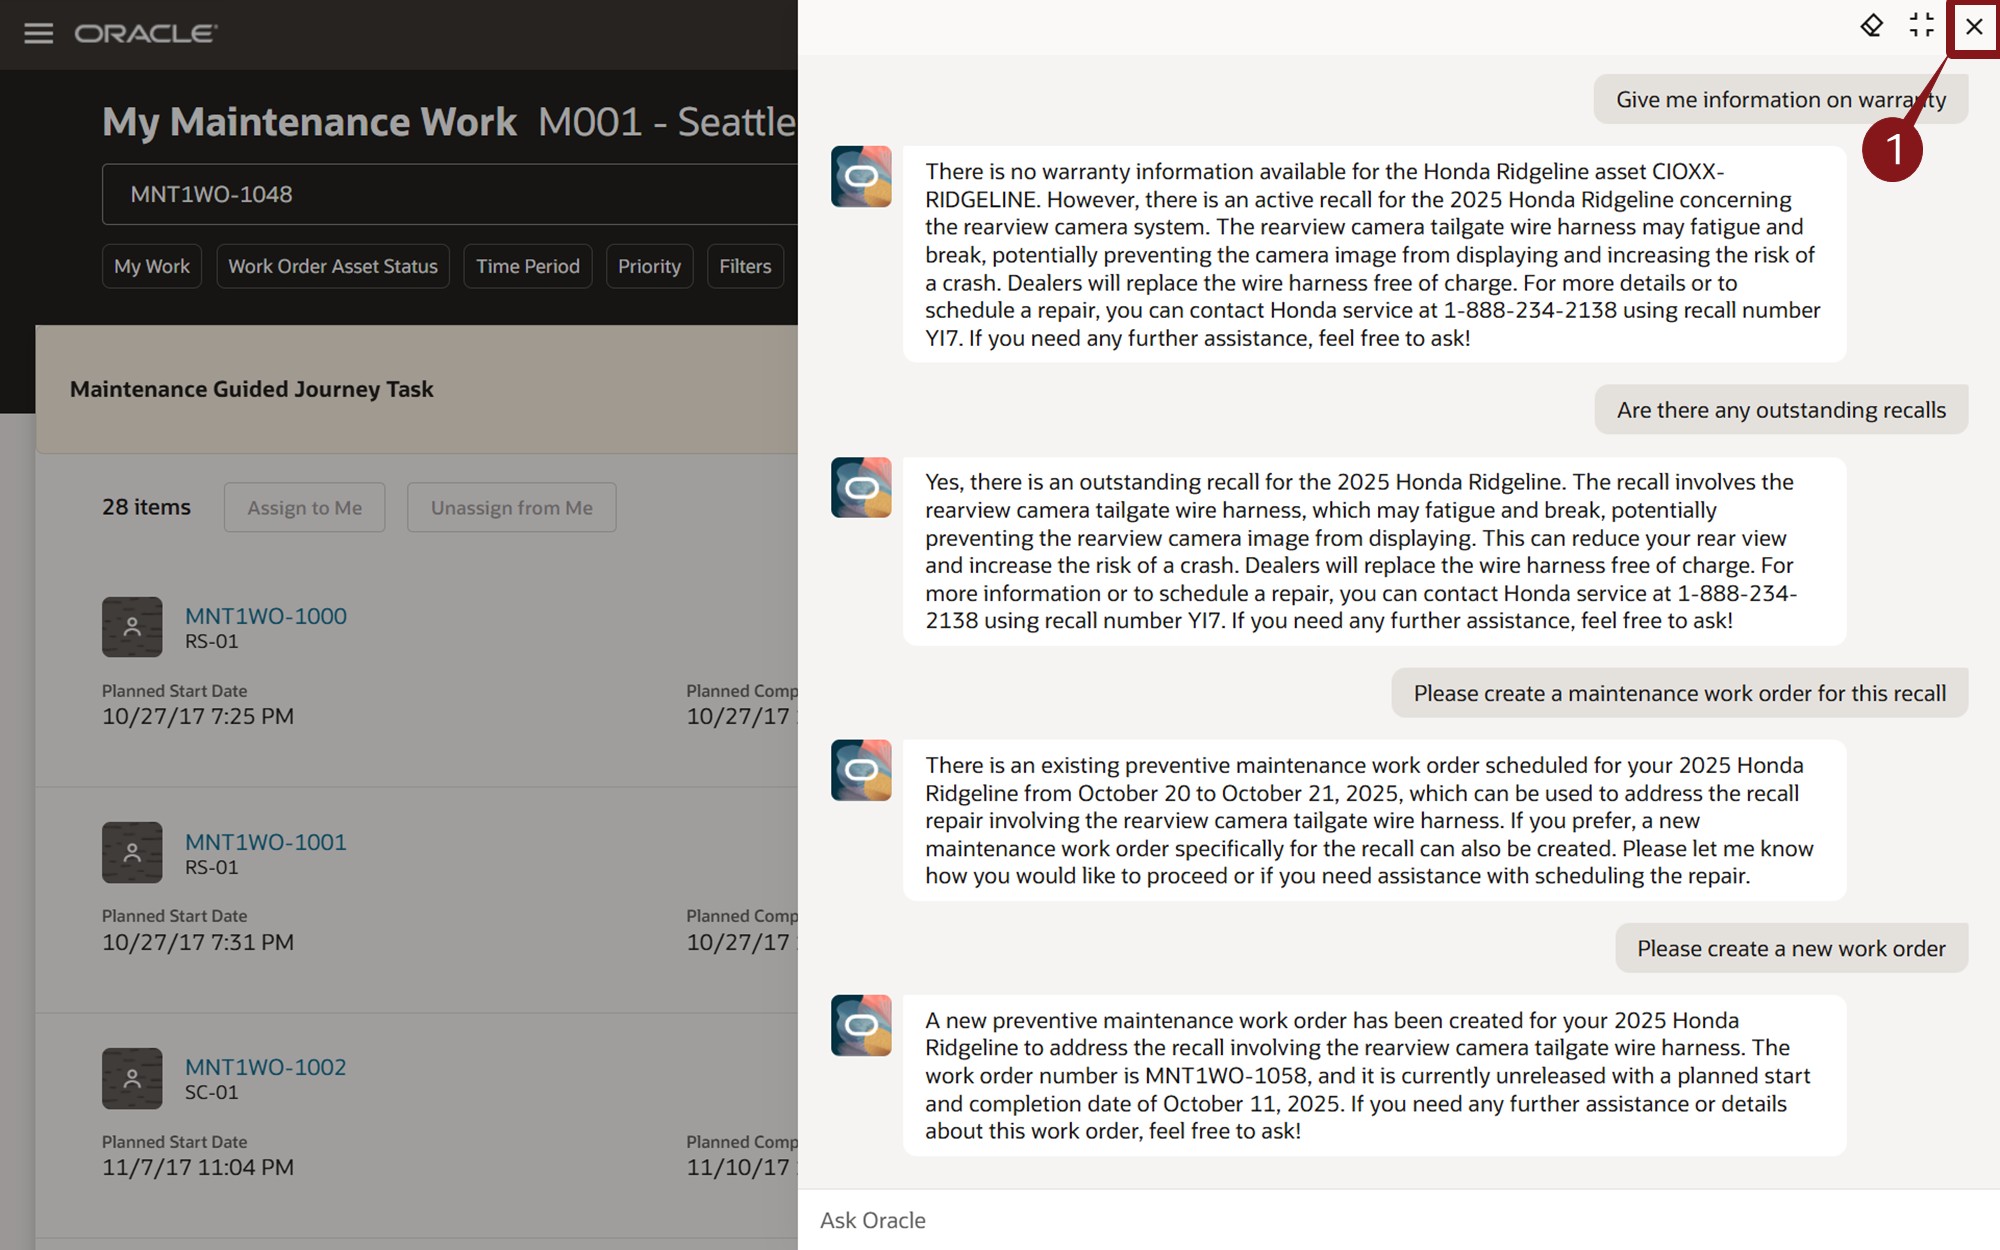 ORACLE
My Maintenance Work M001 - Seattle
MNT1WO-1048
My Work
Work Order Asset Status
Time Period
Priority
Filters
Maintenance Guided Journey Task
28 items
Assign to Me
Unassign from Me
MNT1WO-1000
RS-01
Planned Start Date
Planned Comp
10/27/17 7:25 PM
10/27/17
MNT1WO-1001
RS-01
Planned Start Date
Planned Comp
10/27/17 7:31 PM
10/27/17
MNT1WO-1002
SC-01
Planned Start Date
Planned Comp
11/7/17 11:04 PM
11/10/17
1
Give me information on warranty
There is no warranty information available for the Honda Ridgeline asset CIOXX-
RIDGELINE. However, there is an active recall for the 2025 Honda Ridgeline concerning
the rearview camera system. The rearview camera tailgate wire harness may fatigue and
break, potentially preventing the camera image from displaying and increasing the risk of
a crash. Dealers will replace the wire harness free of charge. For more details or to
schedule a repair, you can contact Honda service at 1-888-234-2138 using recall number
YI7. If you need any further assistance, feel free to ask!
Are there any outstanding recalls
Yes, there is an outstanding recall for the 2025 Honda Ridgeline. The recall involves the
rearview camera tailgate wire harness, which may fatigue and break, potentially
preventing the rearview camera image from displaying. This can reduce your rear view
and increase the risk of a crash. Dealers will replace the wire harness free of charge. For
more information or to schedule a repair, you can contact Honda service at 1-888-234-
2138 using recall number YI7. If you need any further assistance, feel free to ask!
Please create a maintenance work order for this recall
There is an existing preventive maintenance work order scheduled for your 2025 Honda
Ridgeline from October 20 to October 21, 2025, which can be used to address the recall
repair involving the rearview camera tailgate wire harness. If you prefer, a new
maintenance work order specifically for the recall can also be created. Please let me know
how you would like to proceed or if you need assistance with scheduling the repair.
Please create a new work order
A new preventive maintenance work order has been created for your 2025 Honda
Ridgeline to address the recall involving the rearview camera tailgate wire harness. The
work order number is MNT1WO-1058, and it is currently unreleased with a planned start
and completion date of October 11, 2025. If you need any further assistance or details
about this work order, feel free to ask!
Ask Oracle